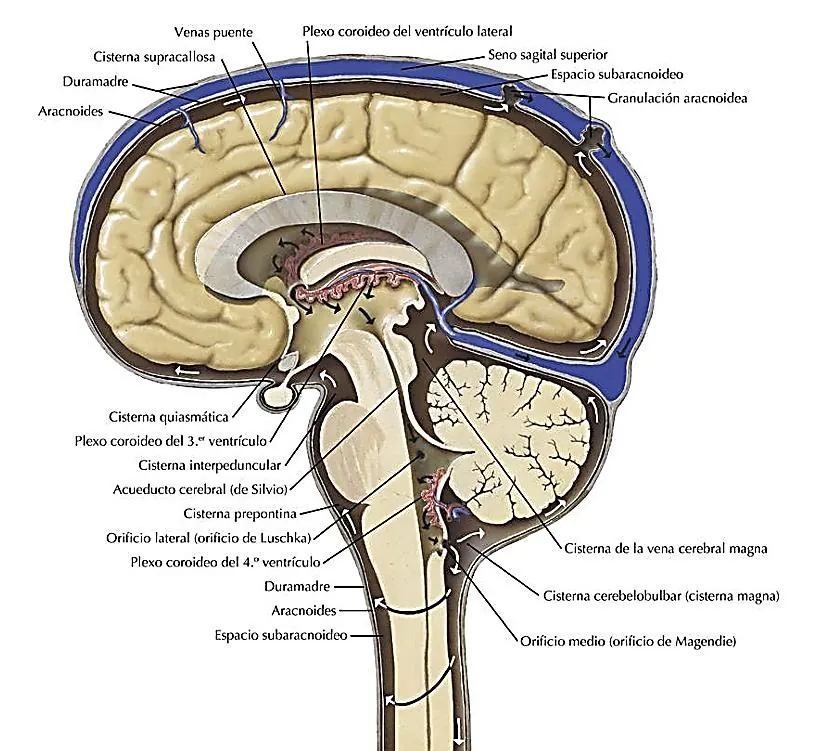 Venas puente
Plexo coroideo del ventrículo lateral
Cisterna supracallosa
Seno sagital superior
Duramadre
Espacio subaracnoideo
Aracnoides
Granulación aracnoidea
Cisterna quiasmática
Plexo coroideo del 3.er ventrículo
Cisterna interpeduncular
Acueducto cerebral (de Silvio)
Cisterna prepontina
Orificio lateral (orificio de Luschka)
Plexo coroideo del 4.º ventrículo
Duramadre
Aracnoides
Espacio subaracnoideo
Cisterna de la vena cerebral magna
Cisterna cerebelobulbar (cisterna magna)
Orificio medio (orificio de Magendie)